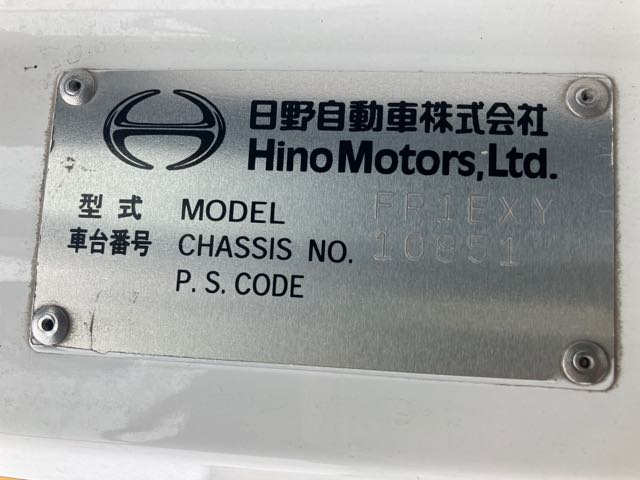 日野自動車株式会社
Hino Motors, Ltd.
型式 MODEL FR1EXY
車台番号 CHASSIS NO. 10851
P. S. CODE